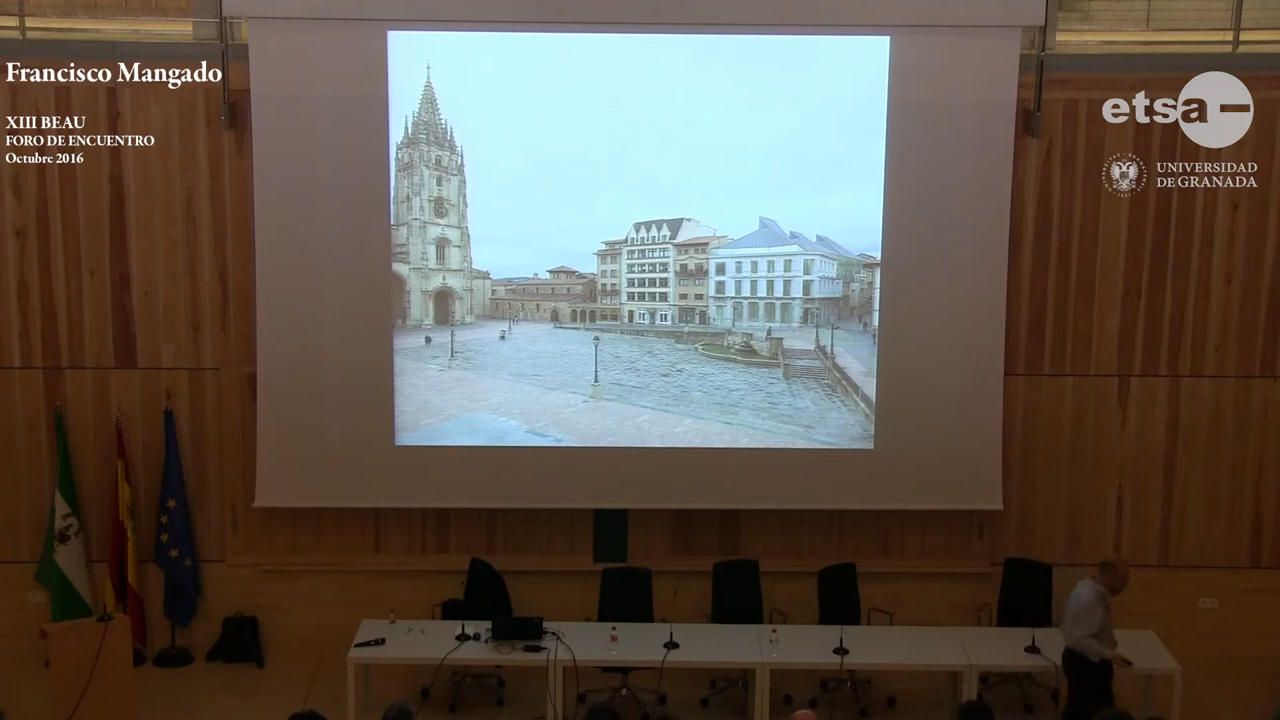 Francisco Mangado
XIII BEAU
FORO DE ENCUENTRO
Octubre 2016
etsa
UNIVERSIDAD
DE GRANADA